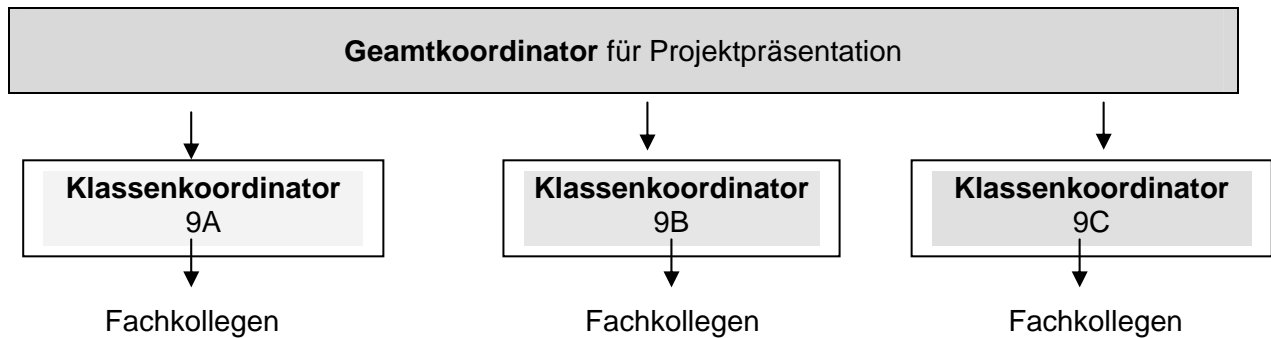 Geamtkoordinator für Projektpräsentation
Klassenkoordinator
9A
Klassenkoordinator
9B
Klassenkoordinator
9C
Fachkollegen
Fachkollegen
Fachkollegen